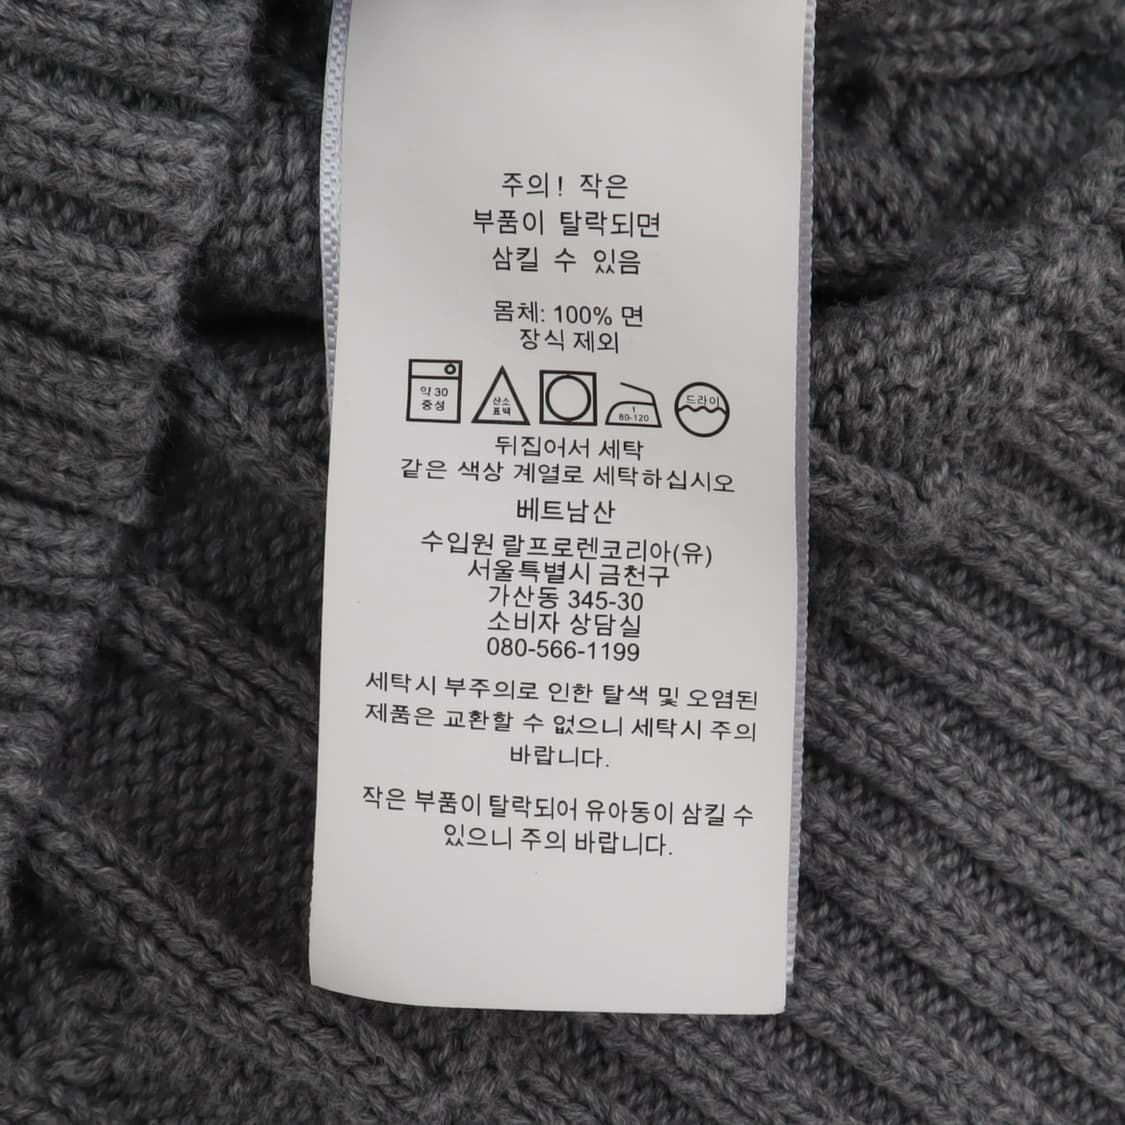 주의! 작은
부품이 탈락되면
삼킬 수 있음
몸체: 100% 면
장식 제외
약 30 중성 산소 표백 1 80-120 드라이
뒤집어서 세탁
같은 색상 계열로 세탁하십시오
베트남산
수입원 랄프로렌코리아(유)
서울특별시 금천구
가산동 345-30
소비자 상담실
080-566-1199
세탁시 부주의로 인한 탈색 및 오염된
제품은 교환할 수 없으니 세탁시 주의
바랍니다.
작은 부품이 탈락되어 유아동이 삼킬 수
있으니 주의 바랍니다.